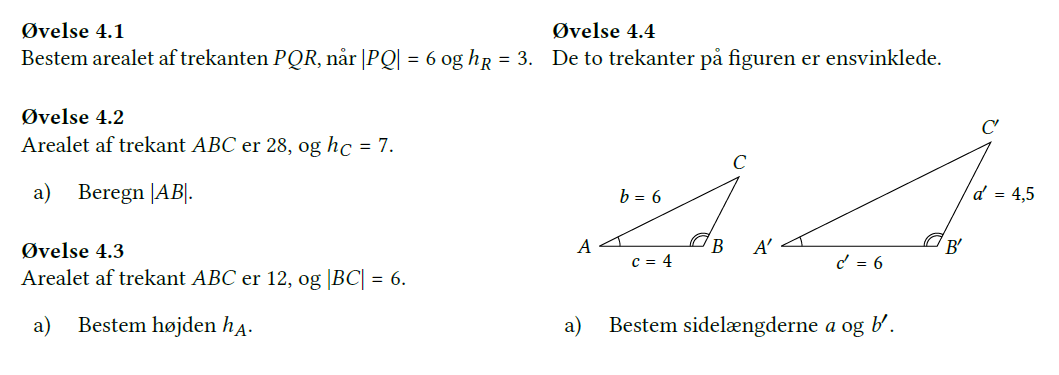 Øvelse 4.1
Bestem arealet af trekanten PQR, når |PQ| = 6 og h_R = 3.
Øvelse 4.2
Arealet af trekant ABC er 28, og h_C = 7.
a) Beregn |AB|.
Øvelse 4.3
Arealet af trekant ABC er 12, og |BC| = 6.
a) Bestem højden h_A.
Øvelse 4.4
De to trekanter på figuren er ensvinklede.
C
b = 6
A
B
c = 4
C′
a′ = 4,5
A′
B′
c′ = 6
a) Bestem sidelængderne a og b′.